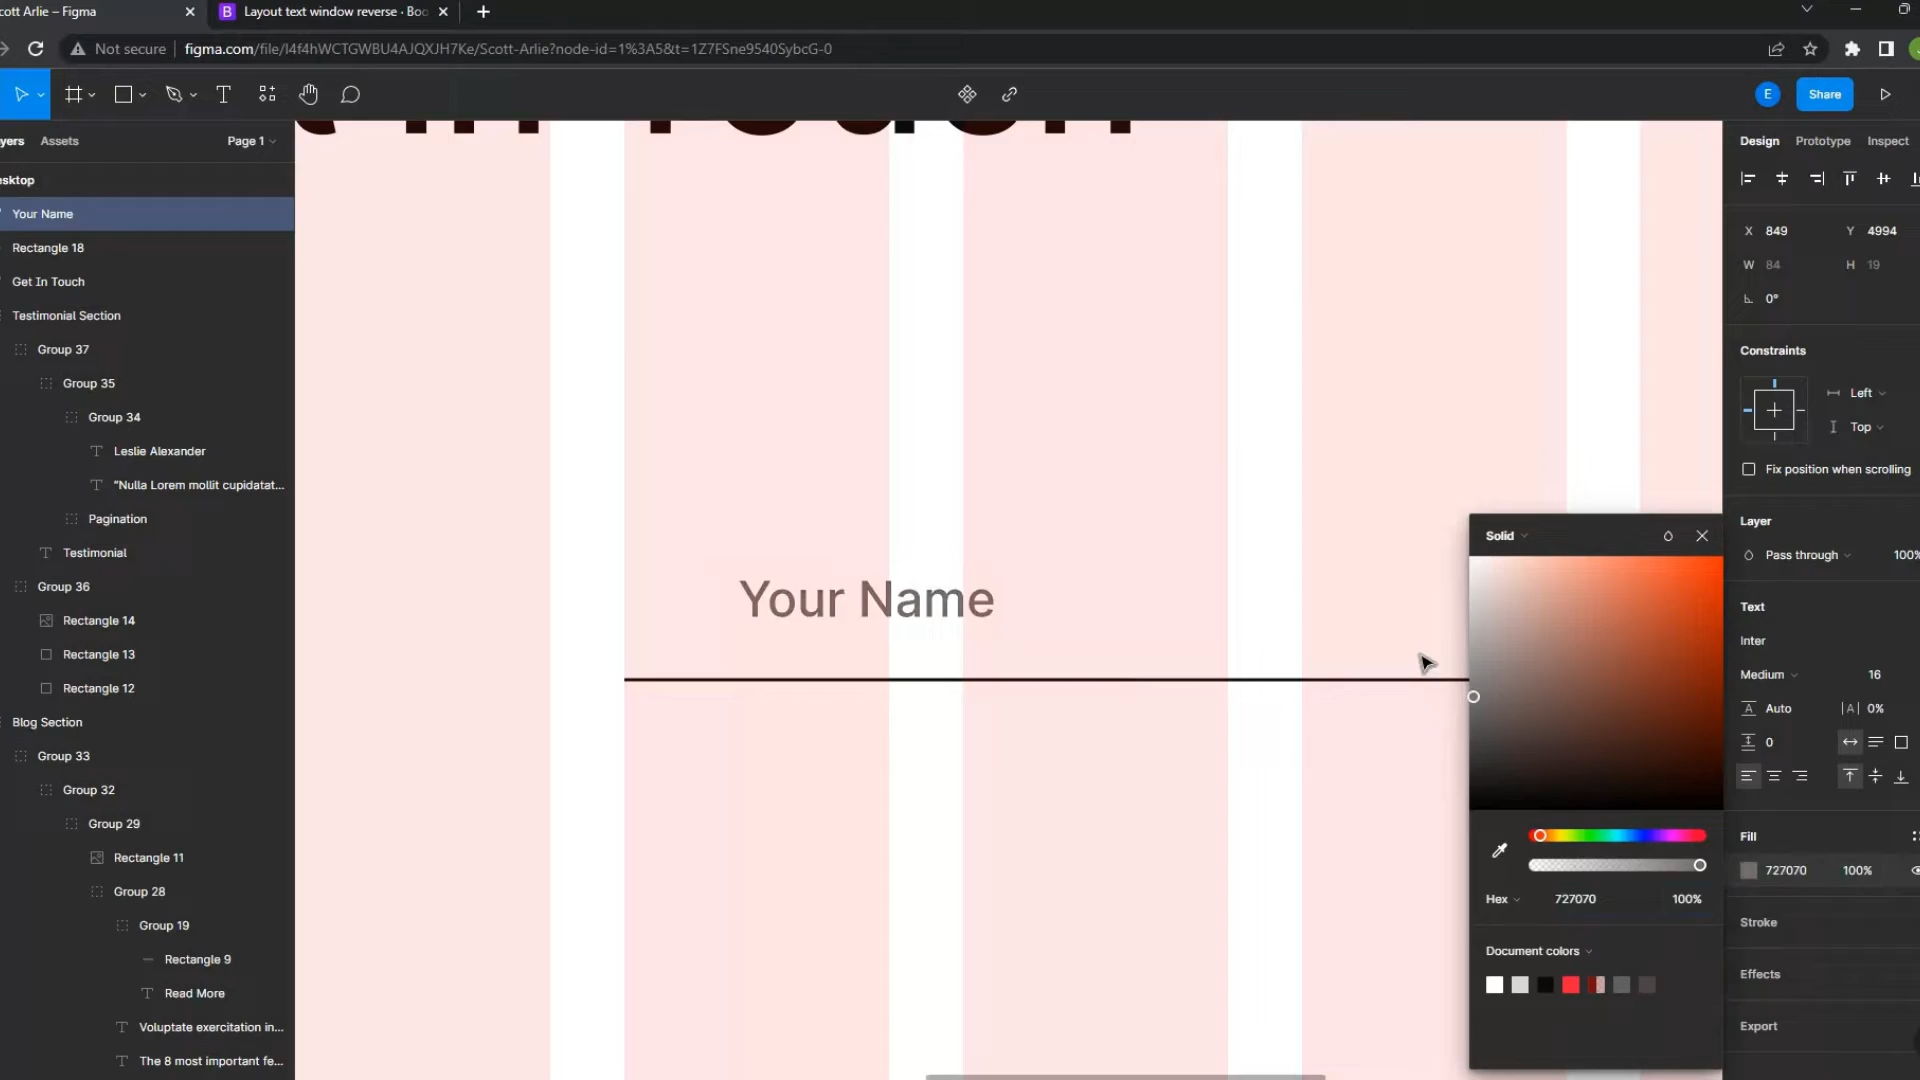 cott Arlie – Figma
Layout text window reverse · Boo
Not secure
figma.com/file/I4f4hWCTGWBU4AJQXJH7Ke/Scott-Arlie?node-id=1%3A5&t=1Z7FSne9540SybcG-0
E
Share
yers
Assets
Page 1
Design
Prototype
Inspect
esktop
Your Name
Rectangle 18
Get In Touch
Testimonial Section
Group 37
Group 35
Group 34
Leslie Alexander
"Nulla Lorem mollit cupidatat...
Pagination
Testimonial
Group 36
Rectangle 14
Rectangle 13
Rectangle 12
Blog Section
Group 33
Group 32
Group 29
Rectangle 11
Group 28
Group 19
Rectangle 9
Read More
Voluptate exercitation in...
The 8 most important fe...
Your Name
Solid
Hex
727070
100%
Document colors
X 849
Y 4994
W 84
H 19
0°
Constraints
Left
Top
Fix position when scrolling
Layer
Pass through
100%
Text
Inter
Medium
16
A Auto
|A| 0%
0
Fill
727070
100%
Stroke
Effects
Export